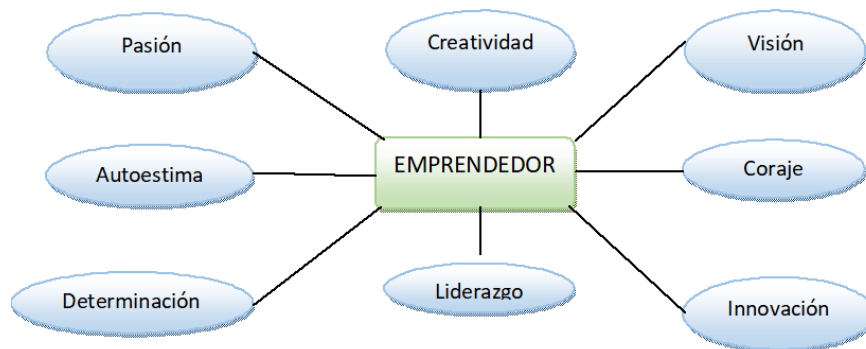 Pasión
Creatividad
Visión
Autoestima
EMPRENDEDOR
Coraje
Determinación
Liderazgo
Innovación